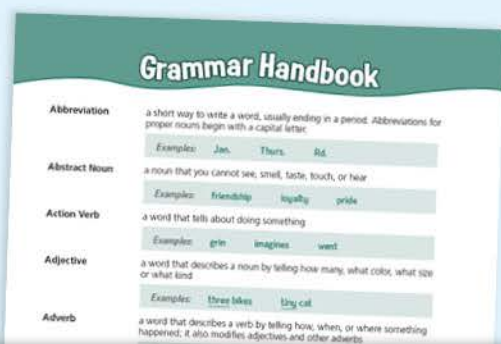 Grammar Handbook
Abbreviation
a short way to write a word, usually ending in a period. Abbreviations for
proper nouns begin with a capital letter.
Examples: Jan. Thurs. Rd.
Abstract Noun
a noun that you cannot see, smell, taste, touch, or hear
Examples: friendship loyalty pride
Action Verb
a word that tells about doing something
Examples: grin imagines went
Adjective
a word that describes a noun by telling how many, what color, what size
or what kind
Examples: three bikes tiny cat
Adverb
a word that describes a verb by telling how, when, or where something
happened; it also modifies adjectives and other adverbs